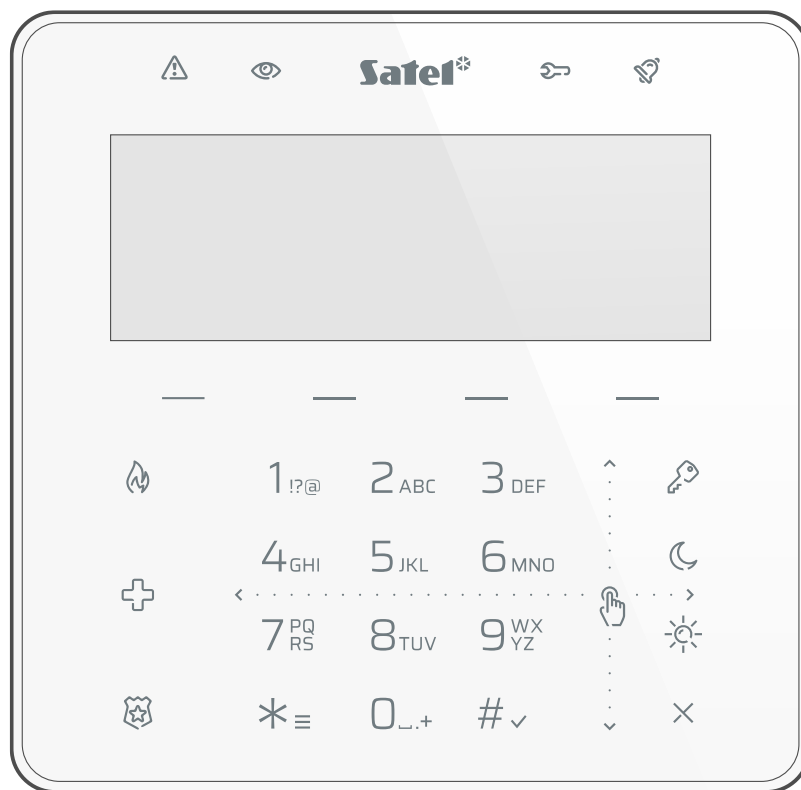 Satel*
1 !?@ 2 ABC 3 DEF
4 GHI 5 JKL 6 MNO
7 PQRS 8 TUV 9 WXYZ
* 0 ⎵.+ #